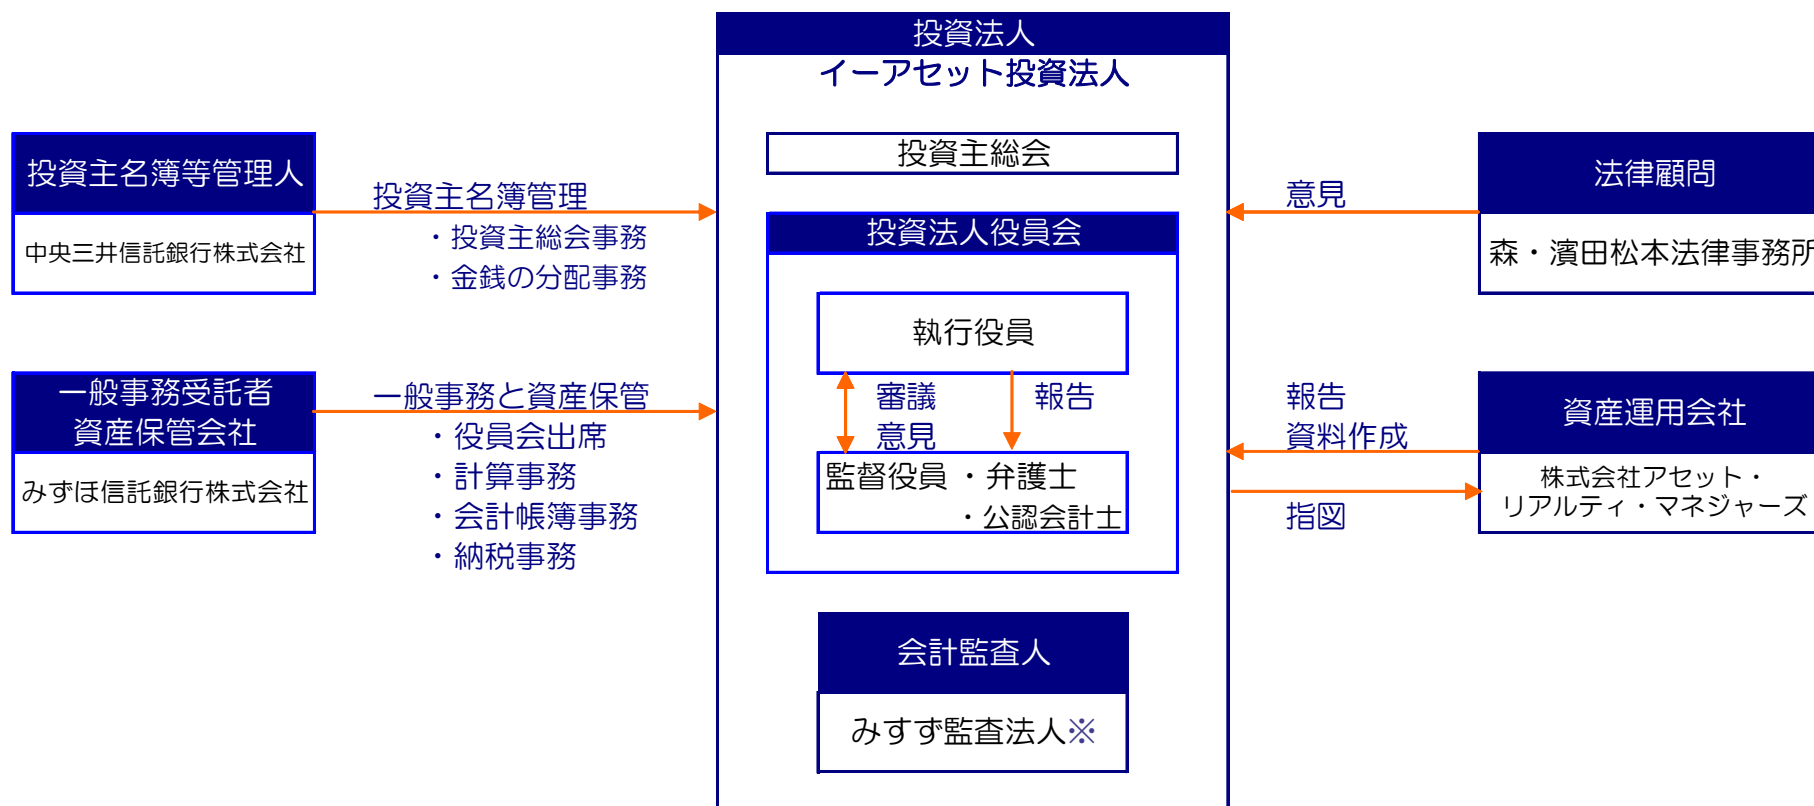 投資法人
イーアセット投資法人
投資主総会
投資法人役員会
執行役員
審議
意見
報告
監督役員 ・弁護士
・公認会計士
会計監査人
みすず監査法人※
投資主名簿等管理人
中央三井信託銀行株式会社
投資主名簿管理
・投資主総会事務
・金銭の分配事務
一般事務受託者
資産保管会社
みずほ信託銀行株式会社
一般事務と資産保管
・役員会出席
・計算事務
・会計帳簿事務
・納税事務
意見
法律顧問
森・濱田松本法律事務所
報告
資料作成
指図
資産運用会社
株式会社アセット・
リアルティ・マネジャーズ